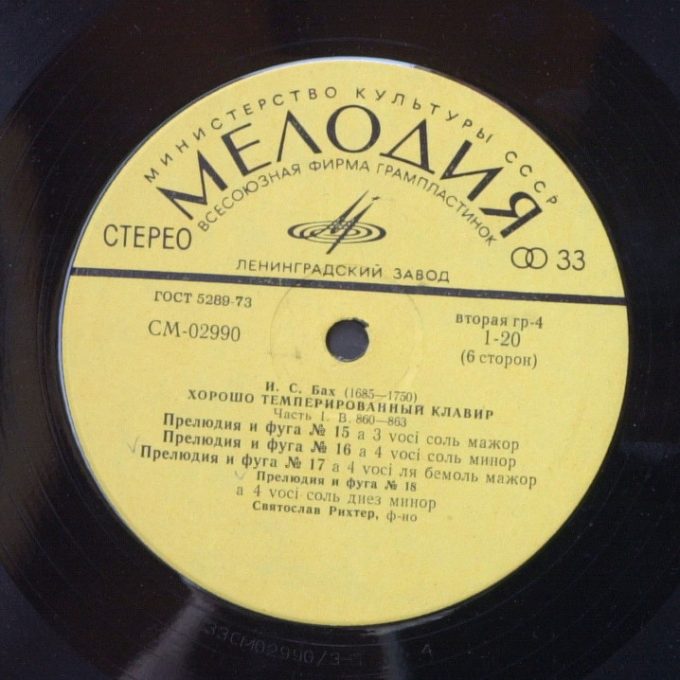 МИНИСТЕРСТВО КУЛЬТУРЫ СССР
МЕЛОДИЯ
ВСЕСОЮЗНАЯ ФИРМА ГРАМПЛАСТИНОК
СТЕРЕО
33
ЛЕНИНГРАДСКИЙ ЗАВОД
ГОСТ 5289-73
СМ-02990
вторая гр-4
1-20
(6 сторон)
И. С. Бах (1685—1750)
ХОРОШО ТЕМПЕРИРОВАННЫЙ КЛАВИР
Часть 1. В. 860—863
Прелюдия и фуга № 15 а 3 voci соль мажор
Прелюдия и фуга № 16 а 4 voci соль минор
Прелюдия и фуга № 17 а 4 voci ля бемоль мажор
Прелюдия и фуга № 18
а 4 voci соль диез минор
Святослав Рихтер, ф-но